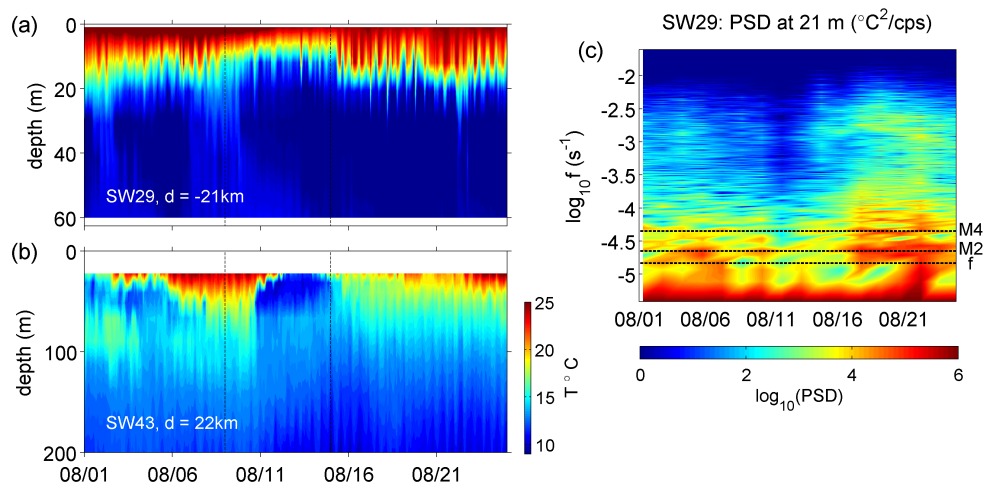 (a)
0
20
40
60
depth (m)
SW29, d = -21km
(b)
0
100
200
depth (m)
SW43, d = 22km
08/01 08/06 08/11 08/16 08/21
25
20
15
10
T ° C
SW29: PSD at 21 m (°C²/cps)
(c)
-2
-2.5
-3
-3.5
-4
-4.5
-5
log₁₀f (s⁻¹)
M4
M2
f
08/01 08/06 08/11 08/16 08/21
0 2 4 6
log₁₀(PSD)